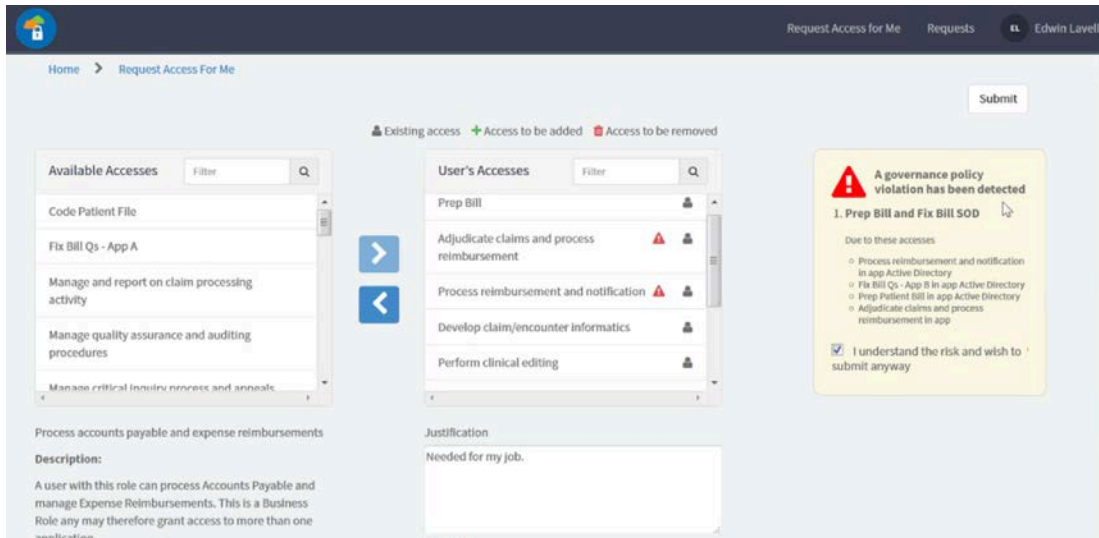 Request Access for Me Requests EL Edwin Lavell
Home Request Access For Me
Submit
Existing access Access to be added Access to be removed
Available Accesses Filter
Code Patient File
Fix Bill Qs - App A
Manage and report on claim processing
activity
Manage quality assurance and auditing
procedures
Manage critical inquiry process and appeals
User's Accesses Filter
Prep Bill
Adjudicate claims and process
reimbursement
Process reimbursement and notification
Develop claim/encounter informatics
Perform clinical editing
A governance policy
violation has been detected
1. Prep Bill and Fix Bill SOD
Due to these accesses
Process reimbursement and notification
in app Active Directory
Fix Bill Qs - App B in app Active Directory
Prep Patient Bill in app Active Directory
Adjudicate claims and process
reimbursement in app
I understand the risk and wish to
submit anyway
Process accounts payable and expense reimbursements
Description:
A user with this role can process Accounts Payable and
manage Expense Reimbursements. This is a Business
Role any may therefore grant access to more than one
application
Justification
Needed for my job.